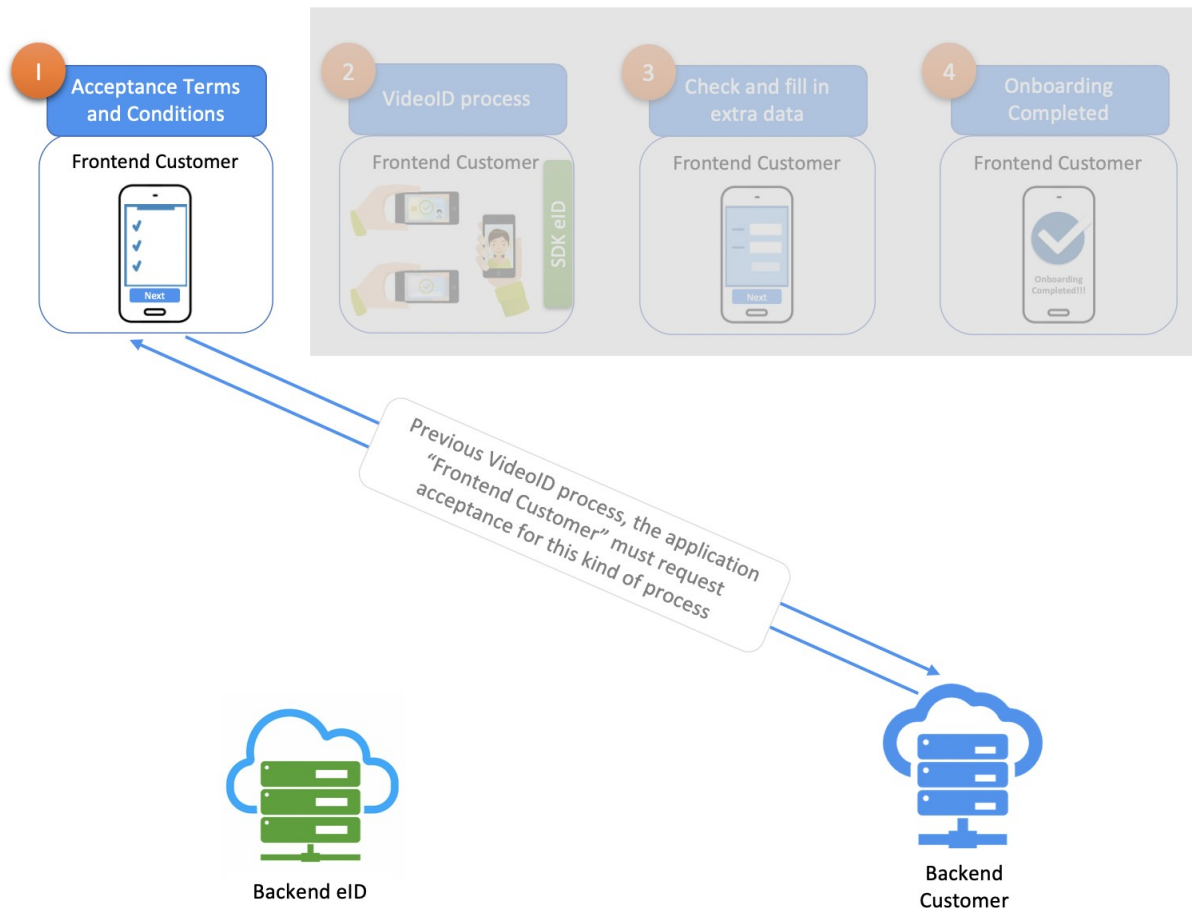 1
Acceptance Terms
and Conditions
Frontend Customer
Next
2
VideoID process
Frontend Customer
SDK eID
3
Check and fill in
extra data
Frontend Customer
Next
4
Onboarding
Completed
Frontend Customer
Onboarding
Completed!!!
Previous VideoID process, the application
“Frontend Customer” must request
acceptance for this kind of process
Backend eID
Backend
Customer